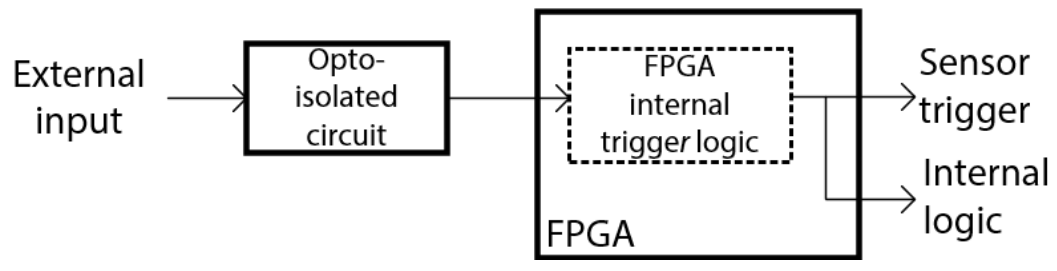 External
input
Opto-
isolated
circuit
FPGA
internal
trigger logic
FPGA
Sensor
trigger
Internal
logic